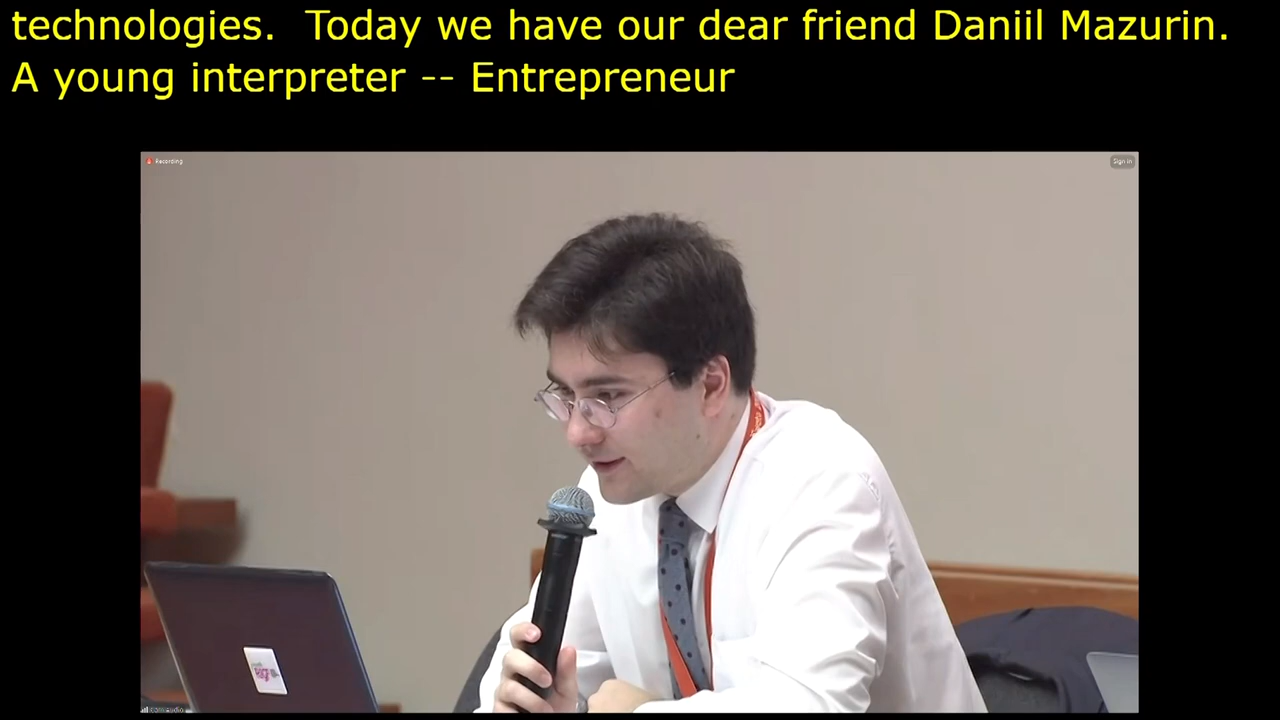 technologies.  Today we have our dear friend Daniil Mazurin.
A young interpreter -- Entrepreneur
Recording
Sign in